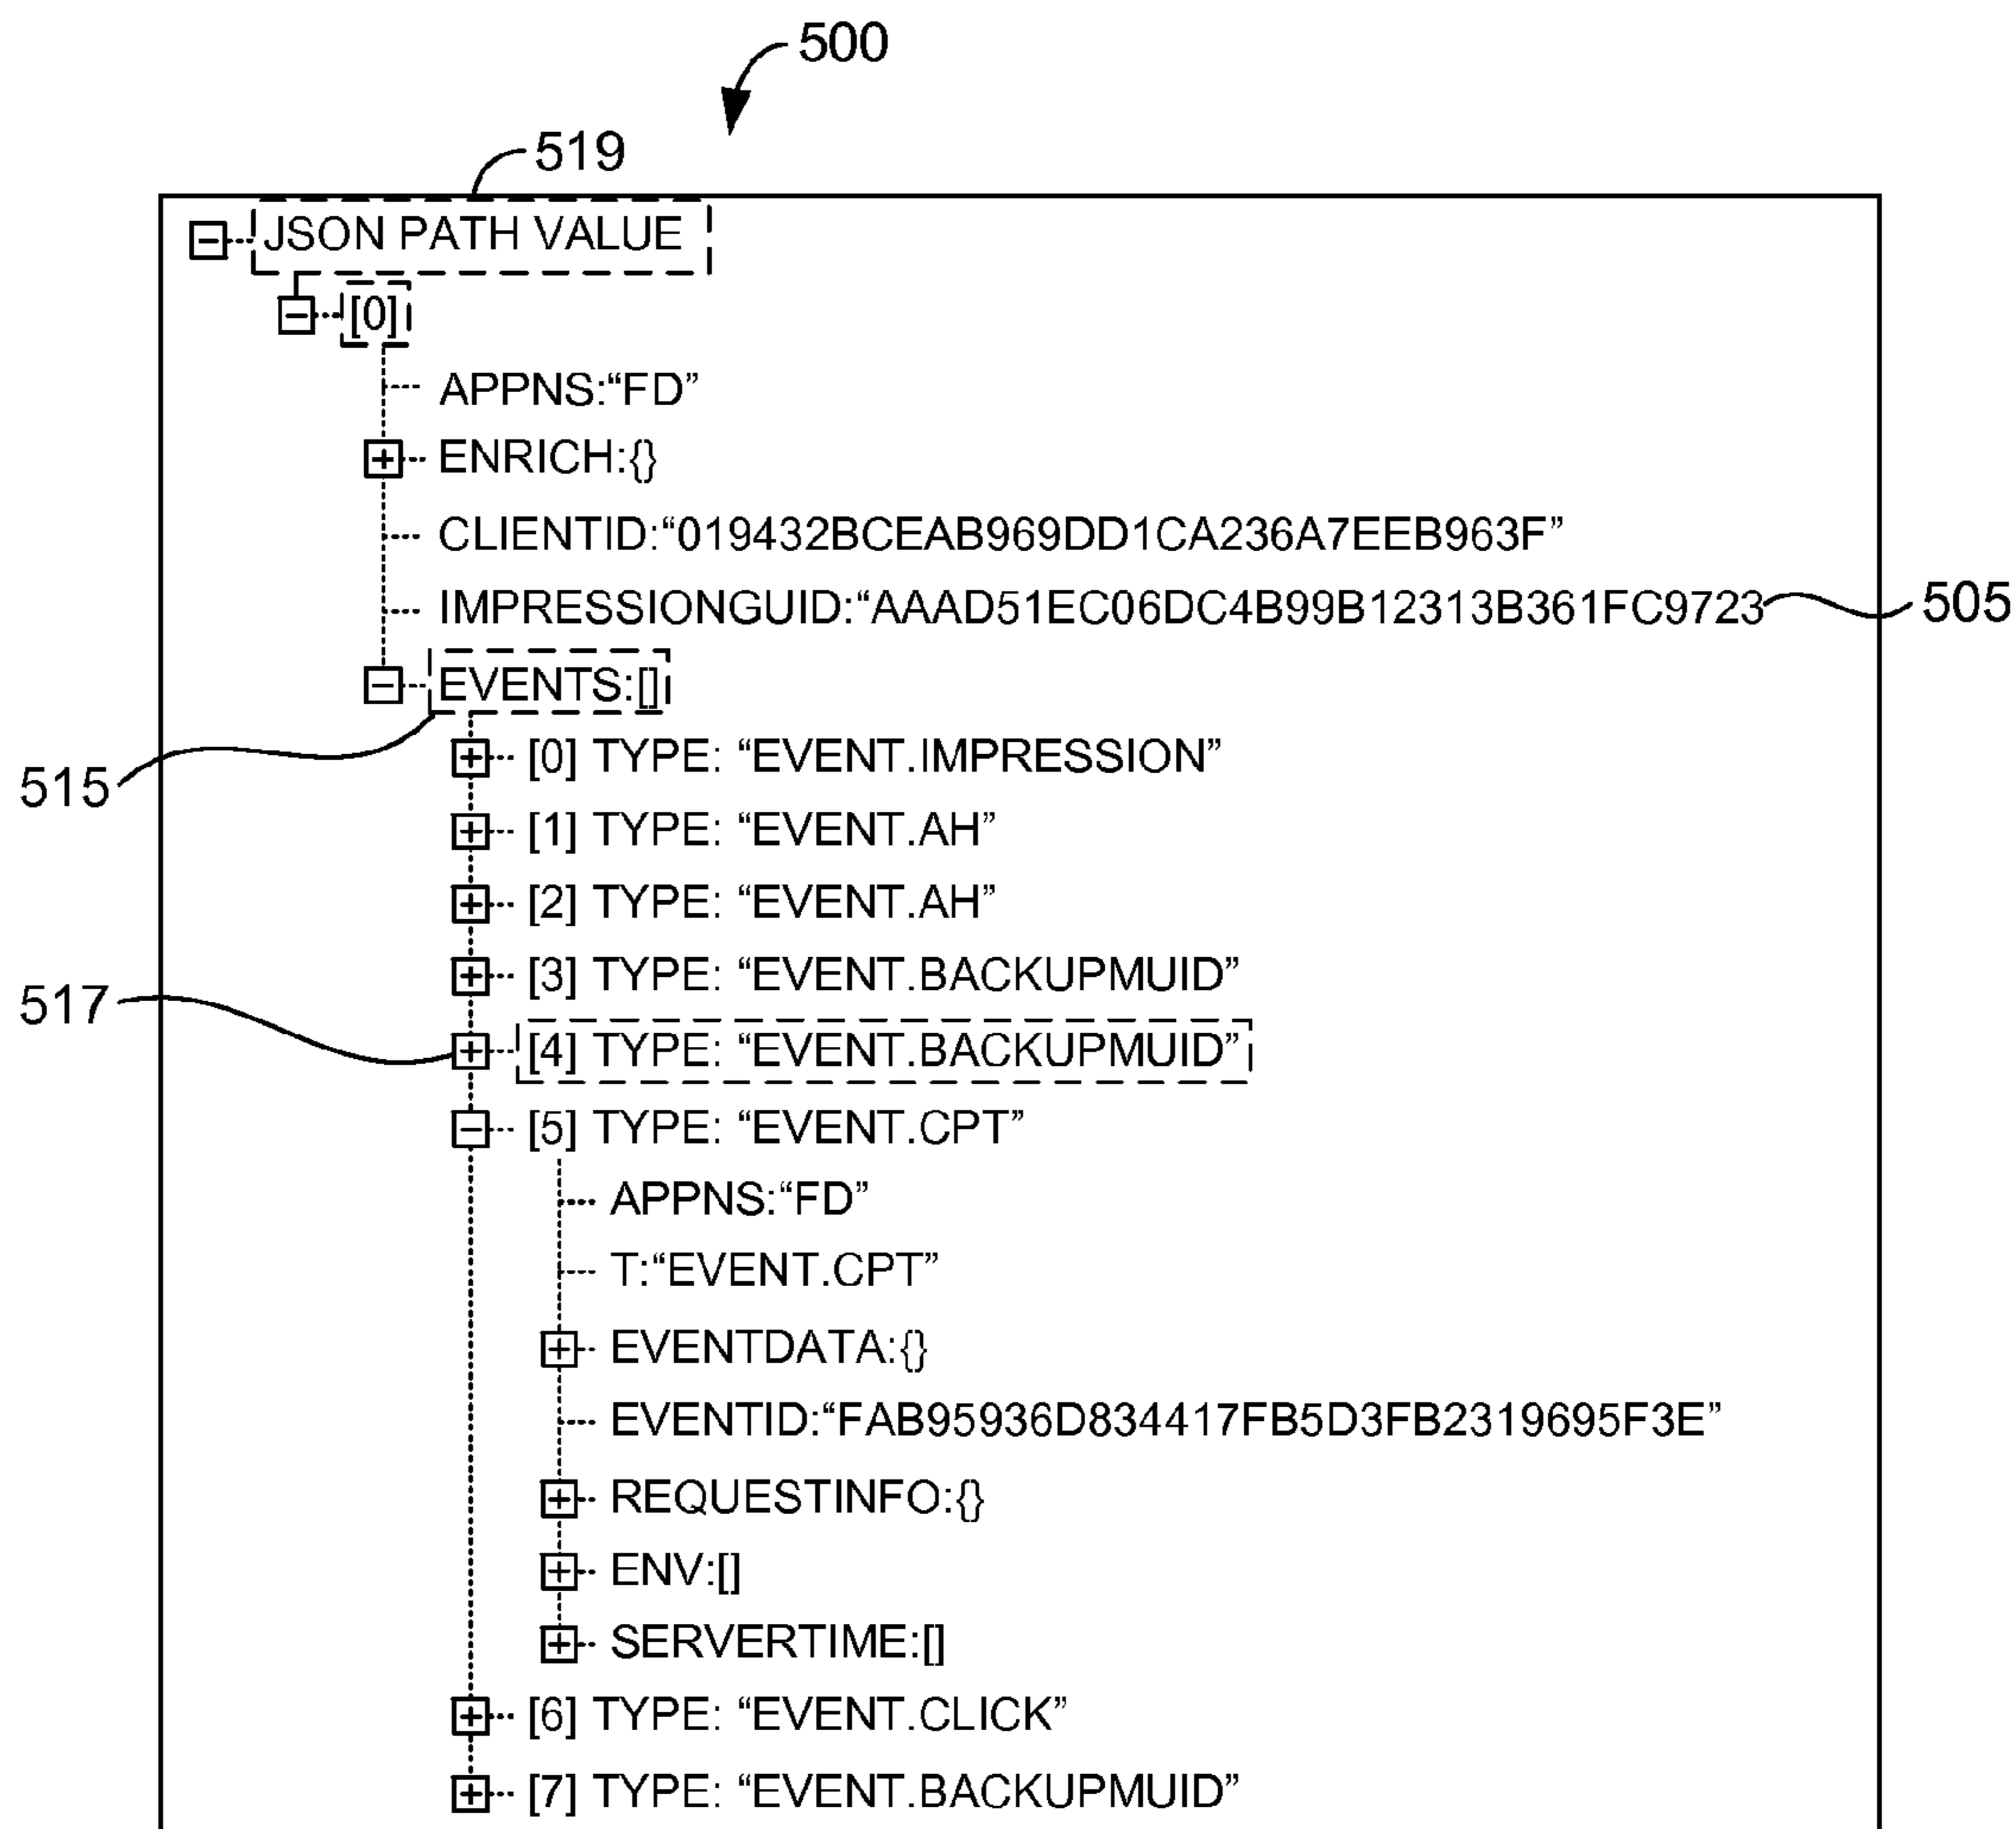 500
519
JSON PATH VALUE
[0]
APPNS:“FD”
ENRICH:{}
CLIENTID:“019432BCEAB969DD1CA236A7EEB963F”
IMPRESSIONGUID:“AAAD51EC06DC4B99B12313B361FC9723
505
EVENTS:[]
515
[0] TYPE: “EVENT.IMPRESSION”
[1] TYPE: “EVENT.AH”
[2] TYPE: “EVENT.AH”
[3] TYPE: “EVENT.BACKUPMUID”
517
[4] TYPE: “EVENT.BACKUPMUID”
[5] TYPE: “EVENT.CPT”
APPNS:“FD”
T:“EVENT.CPT”
EVENTDATA:{}
EVENTID:“FAB95936D834417FB5D3FB2319695F3E”
REQUESTINFO:{}
ENV:[]
SERVERTIME:[]
[6] TYPE: “EVENT.CLICK”
[7] TYPE: “EVENT.BACKUPMUID”